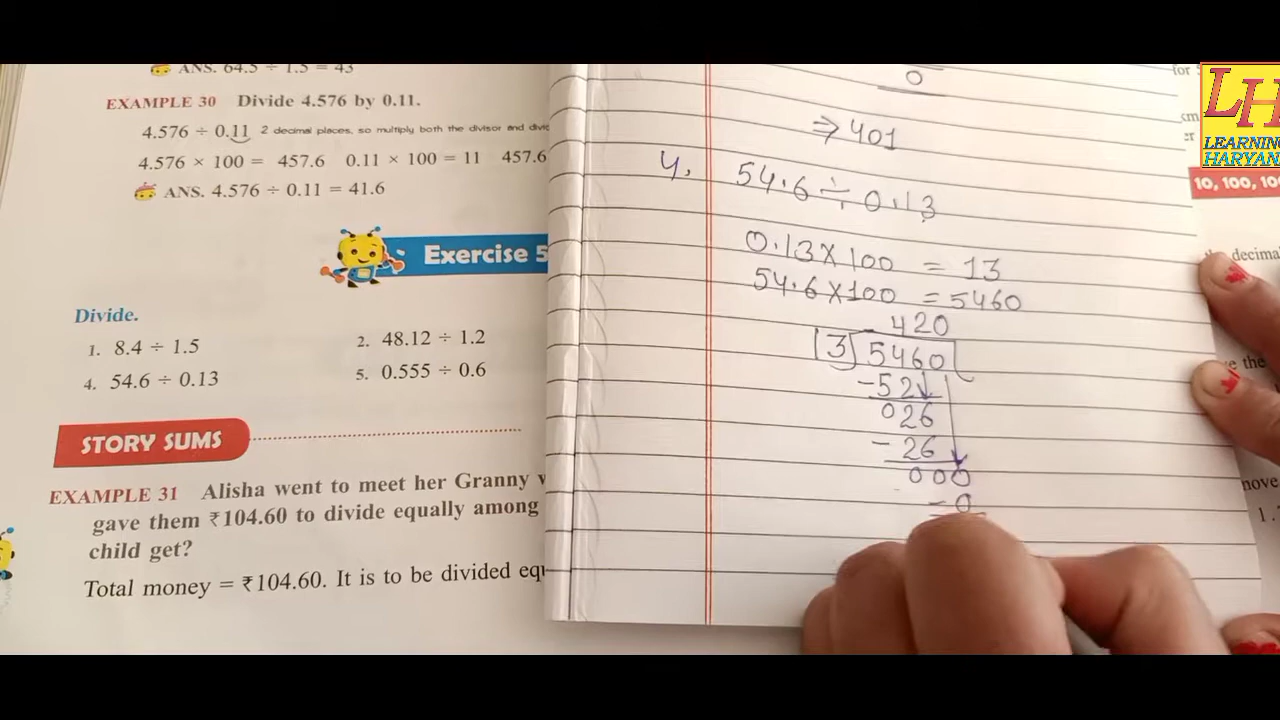 ANS. 64.5 ÷ 1.5 = 43
EXAMPLE 30 Divide 4.576 by 0.11.
4.576 ÷ 0.11 2 decimal places, so multiply both the divisor and
4.576 × 100 = 457.6 0.11 × 100 = 11 457.6
ANS. 4.576 ÷ 0.11 = 41.6
Exercise 5
Divide.
1. 8.4 ÷ 1.5
2. 48.12 ÷ 1.2
4. 54.6 ÷ 0.13
5. 0.555 ÷ 0.6
STORY SUMS
EXAMPLE 31 Alisha went to meet her Granny
gave them ₹104.60 to divide equally among
child get?
Total money = ₹104.60. It is to be divided
0
⇒ 401
4. 54.6 ÷ 0.13
0.13 × 100 = 13
54.6 × 100 = 5460
420
13 5460
-52
026
-26
000
-0
LH
LEARNING
HARYANA
for
10, 100,
decima
the
move
1.